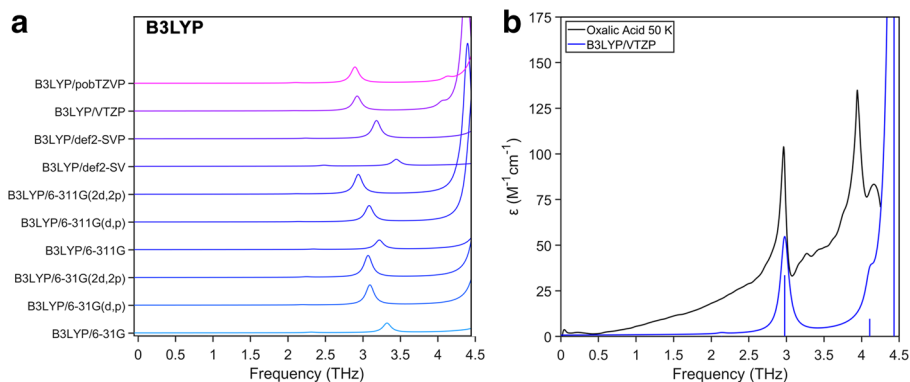 a
B3LYP
B3LYP/pobTZVP
B3LYP/VTZP
B3LYP/def2-SVP
B3LYP/def2-SV
B3LYP/6-311G(2d,2p)
B3LYP/6-311G(d,p)
B3LYP/6-311G
B3LYP/6-31G(2d,2p)
B3LYP/6-31G(d,p)
B3LYP/6-31G
0 0.5 1 1.5 2 2.5 3 3.5 4 4.5
Frequency (THz)
b
Oxalic Acid 50 K
B3LYP/VTZP
ε (M⁻¹cm⁻¹)
175
150
125
100
75
50
25
0
0 0.5 1 1.5 2 2.5 3 3.5 4 4.5
Frequency (THz)